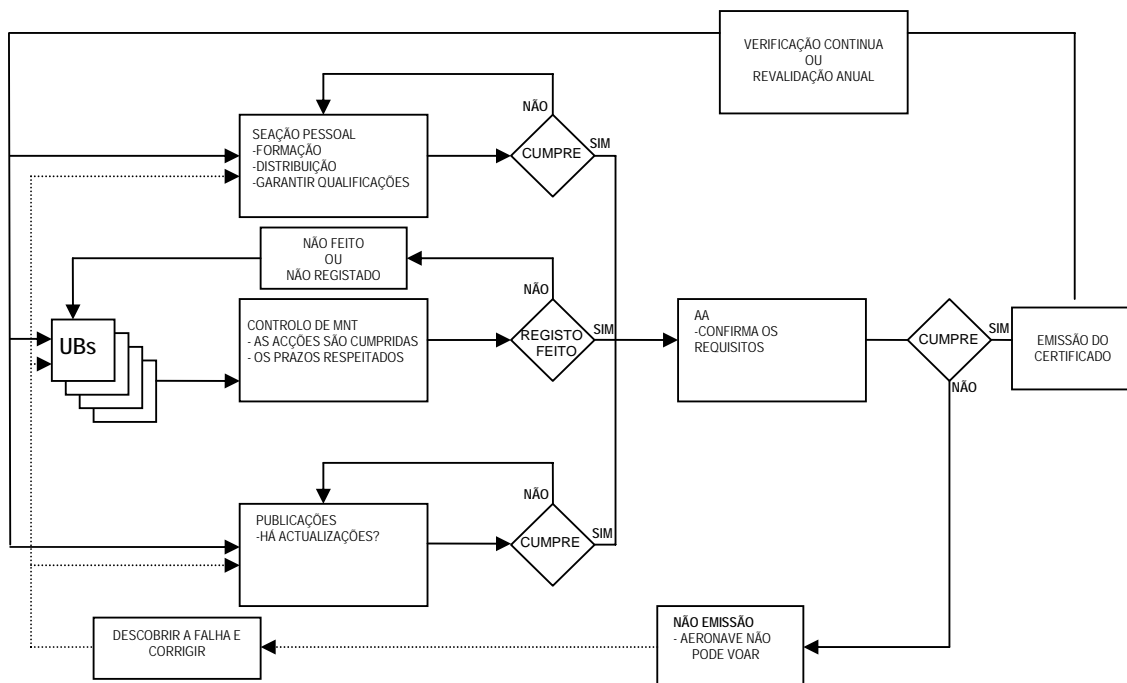 VERIFICAÇÃO CONTINUA
OU
REVALIDAÇÃO ANUAL
NÃO
SEAÇÃO PESSOAL
-FORMAÇÃO
-DISTRIBUIÇÃO
-GARANTIR QUALIFICAÇÕES
CUMPRE
SIM
NÃO FEITO
OU
NÃO REGISTADO
NÃO
UBs
CONTROLO DE MNT
- AS ACÇÕES SÃO CUMPRIDAS
- OS PRAZOS RESPEITADOS
REGISTO
FEITO
SIM
AA
-CONFIRMA OS
REQUISITOS
CUMPRE
SIM
NÃO
EMISSÃO DO
CERTIFICADO
NÃO
PUBLICAÇÕES
-HÁ ACTUALIZAÇÕES?
CUMPRE
SIM
DESCOBRIR A FALHA E
CORRIGIR
NÃO EMISSÃO
- AERONAVE NÃO
PODE VOAR